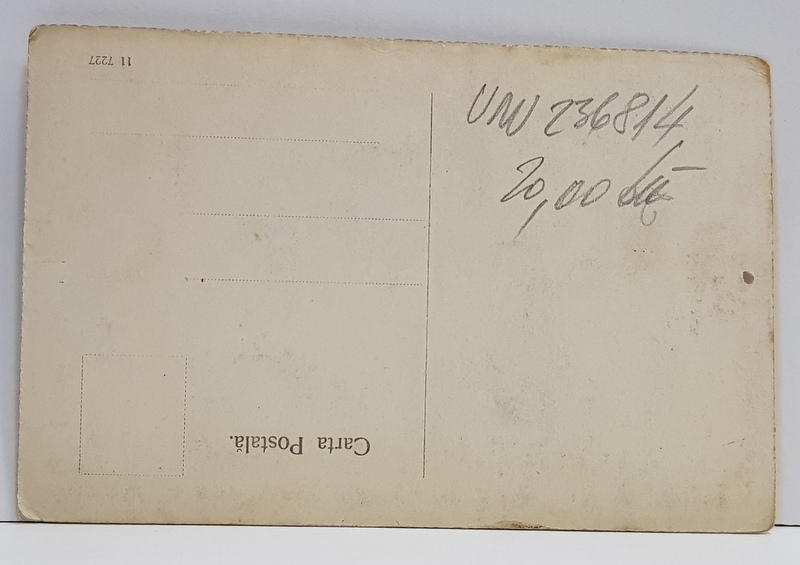 UNU 236814
20,00 Lei
Carta Postală.
11 7227